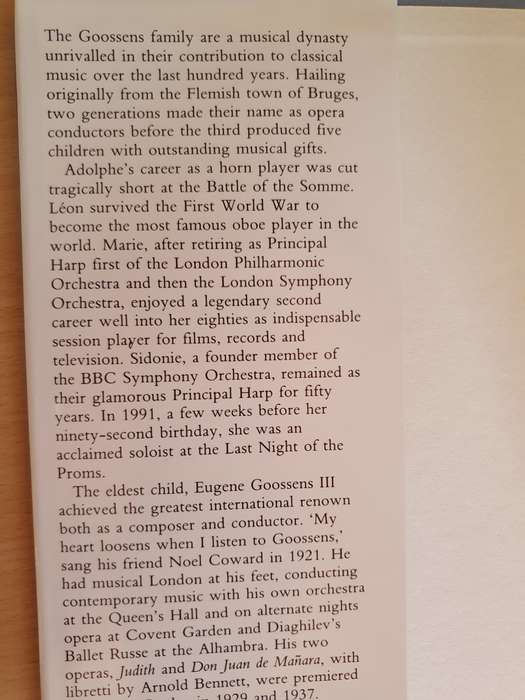 The Goossens family are a musical dynasty
unrivalled in their contribution to classical
music over the last hundred years. Hailing
originally from the Flemish town of Bruges,
two generations made their name as opera
conductors before the third produced five
children with outstanding musical gifts.
Adolphe's career as a horn player was cut
tragically short at the Battle of the Somme.
Léon survived the First World War to
become the most famous oboe player in the
world. Marie, after retiring as Principal
Harp first of the London Philharmonic
Orchestra and then the London Symphony
Orchestra, enjoyed a legendary second
career well into her eighties as indispensable
session player for films, records and
television. Sidonie, a founder member of
the BBC Symphony Orchestra, remained as
their glamorous Principal Harp for fifty
years. In 1991, a few weeks before her
ninety-second birthday, she was an
acclaimed soloist at the Last Night of the
Proms.
The eldest child, Eugene Goossens III
achieved the greatest international renown
both as a composer and conductor. 'My
heart loosens when I listen to Goossens,'
sang his friend Noel Coward in 1921. He
had musical London at his feet, conducting
contemporary music with his own orchestra
at the Queen's Hall and on alternate nights
opera at Covent Garden and Diaghilev's
Ballet Russe at the Alhambra. His two
operas, Judith and Don Juan de Mañara, with
libretti by Arnold Bennett, were premiered
in 1929 and 1937.